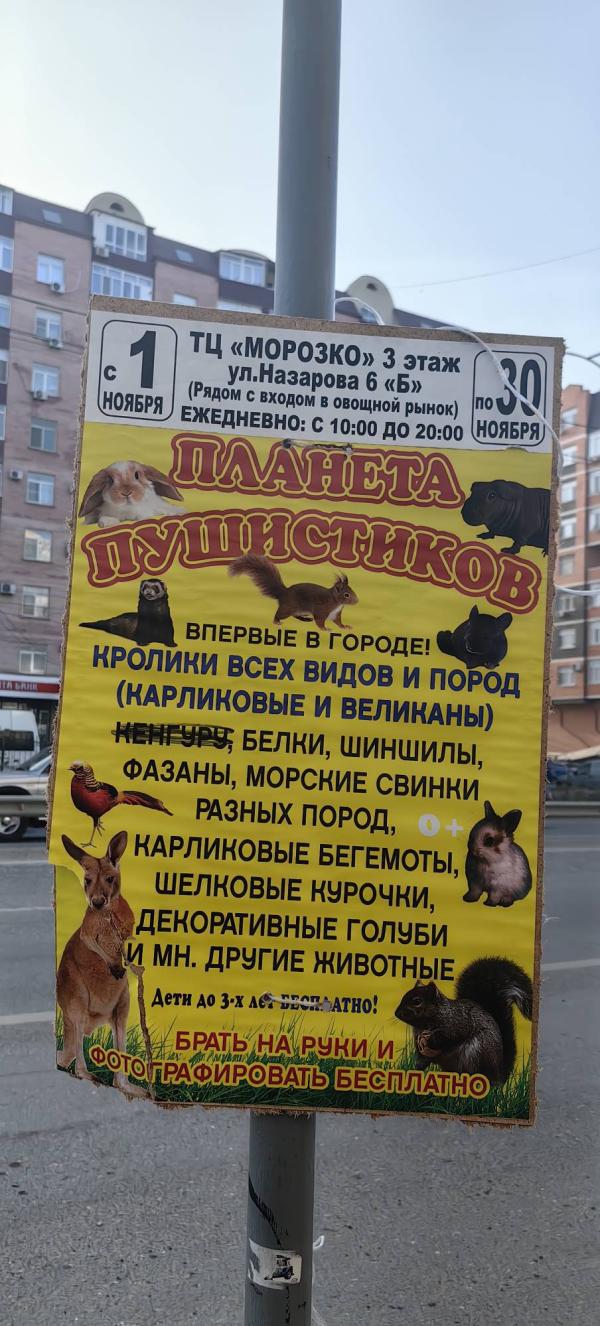 с 1 НОЯБРЯ
ТЦ «МОРОЗКО» 3 этаж
ул.Назарова 6 «Б»
(Рядом с входом в овощной рынок)
ЕЖЕДНЕВНО: С 10:00 ДО 20:00
по 30 НОЯБРЯ
ПЛАНЕТА
ПУШИСТИКОВ
ВПЕРВЫЕ В ГОРОДЕ!
КРОЛИКИ ВСЕХ ВИДОВ И ПОРОД
(КАРЛИКОВЫЕ И ВЕЛИКАНЫ)
КЕНГУРУ, БЕЛКИ, ШИНШИЛЫ,
ФАЗАНЫ, МОРСКИЕ СВИНКИ
РАЗНЫХ ПОРОД,
0+
КАРЛИКОВЫЕ БЕГЕМОТЫ,
ШЕЛКОВЫЕ КУРОЧКИ,
ДЕКОРАТИВНЫЕ ГОЛУБИ
И МН. ДРУГИЕ ЖИВОТНЫЕ
Дети до 3-х лет БЕСПЛАТНО!
БРАТЬ НА РУКИ И
ФОТОГРАФИРОВАТЬ БЕСПЛАТНО
БАНК